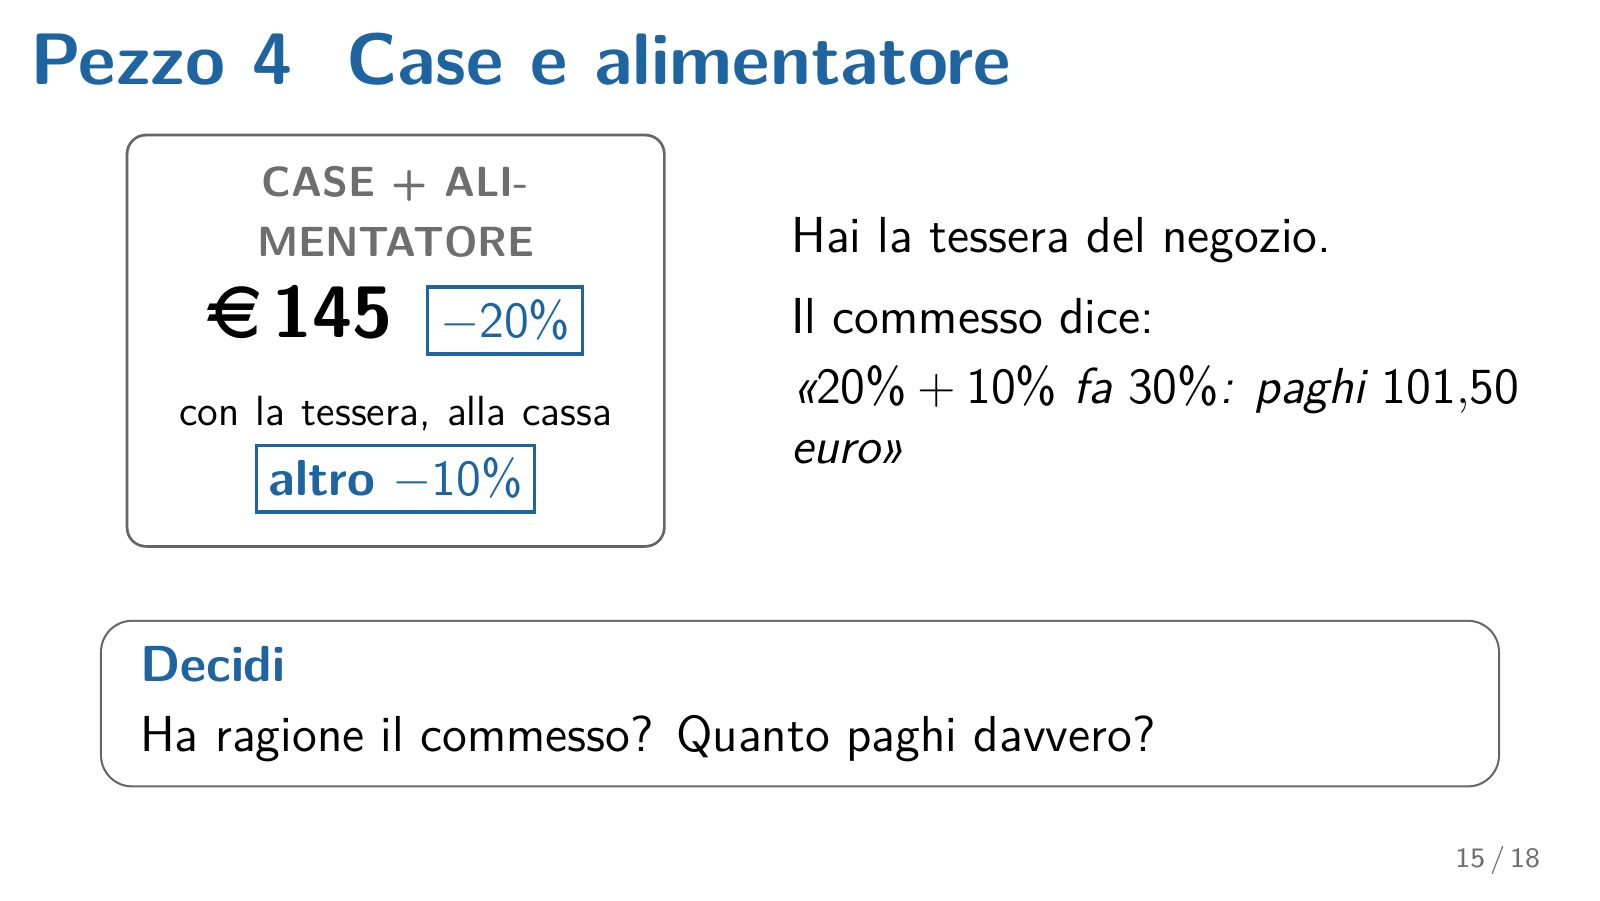 Pezzo 4 Case e alimentatore
CASE + ALI-
MENTATORE
€ 145 −20%
con la tessera, alla cassa
altro −10%
Hai la tessera del negozio.
Il commesso dice:
«20% + 10% fa 30%: paghi 101,50
euro»
Decidi
Ha ragione il commesso? Quanto paghi davvero?
15 / 18